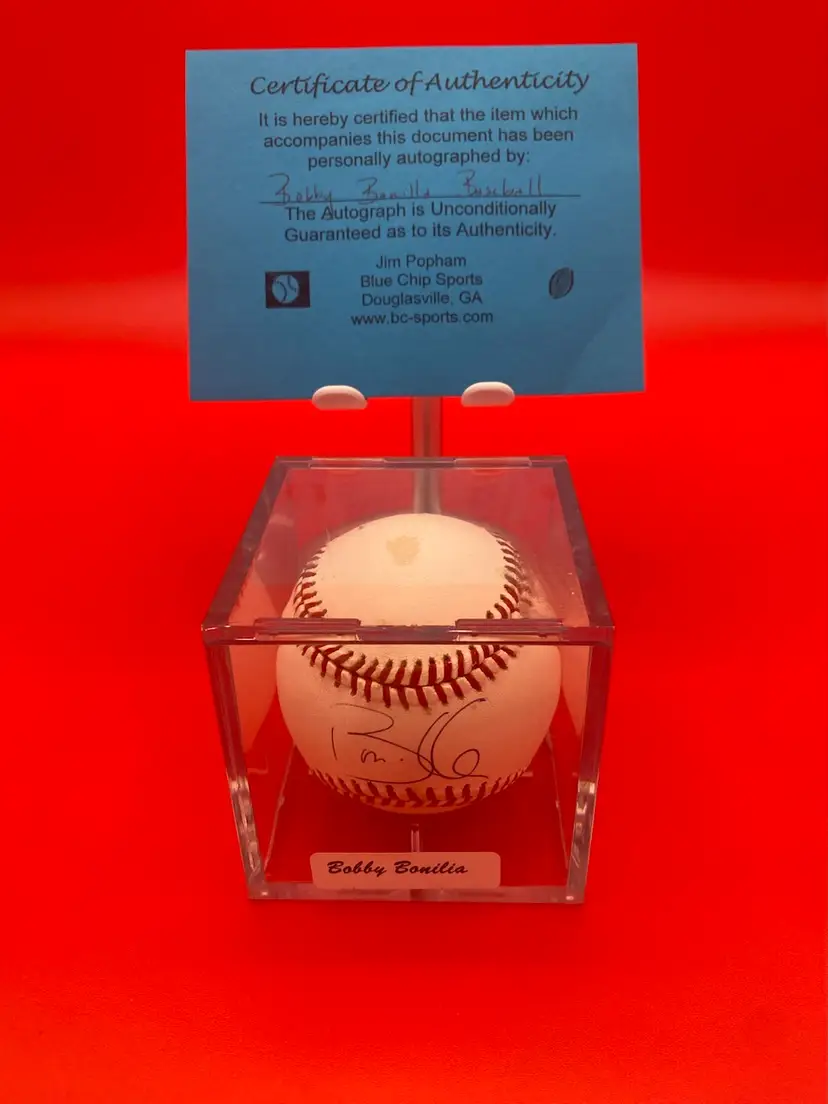 Certificate of Authenticity
It is hereby certified that the item which
accompanies this document has been
personally autographed by:
Bobby Bonilla Baseball
The Autograph is Unconditionally
Guaranteed as to its Authenticity.
Jim Popham
Blue Chip Sports
Douglasville, GA
www.bc-sports.com
Bonilla
Bobby Bonilia